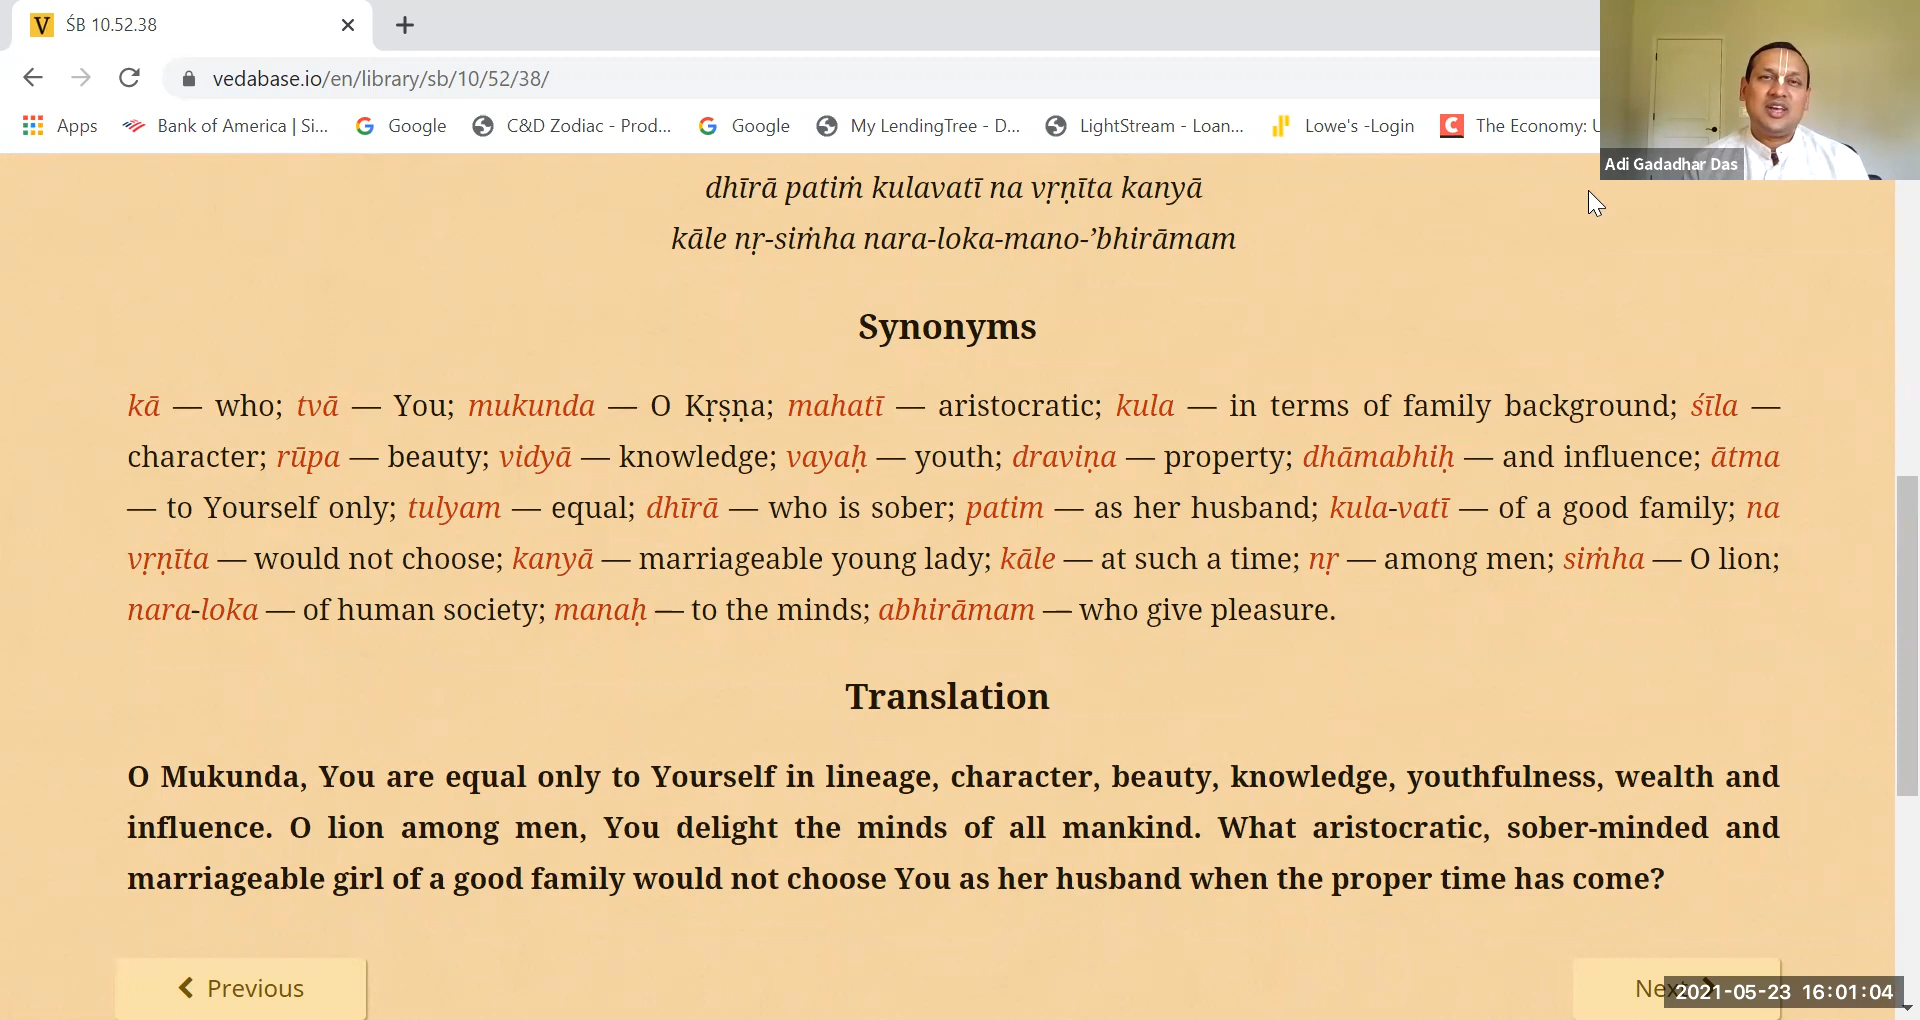 ŚB 10.52.38
vedabase.io/en/library/sb/10/52/38/
Apps Bank of America | Si... Google C&D Zodiac - Prod... Google My LendingTree - D... LightStream - Loan... Lowe's -Login The Economy: U
Adi Gadadhar Das
dhīrā patiṁ kulavatī na vṛṇīta kanyā
kāle nṛ-siṁha nara-loka-mano-’bhirāmam
Synonyms
kā — who; tvā — You; mukunda — O Kṛṣṇa; mahatī — aristocratic; kula — in terms of family background; śīla —
character; rūpa — beauty; vidyā — knowledge; vayaḥ — youth; draviṇa — property; dhāmabhiḥ — and influence; ātma
— to Yourself only; tulyam — equal; dhīrā — who is sober; patim — as her husband; kula-vatī — of a good family; na
vṛṇīta — would not choose; kanyā — marriageable young lady; kāle — at such a time; nṛ — among men; siṁha — O lion;
nara-loka — of human society; manaḥ — to the minds; abhirāmam — who give pleasure.
Translation
O Mukunda, You are equal only to Yourself in lineage, character, beauty, knowledge, youthfulness, wealth and
influence. O lion among men, You delight the minds of all mankind. What aristocratic, sober-minded and
marriageable girl of a good family would not choose You as her husband when the proper time has come?
Previous
Next
2021-05-23 16:01:04